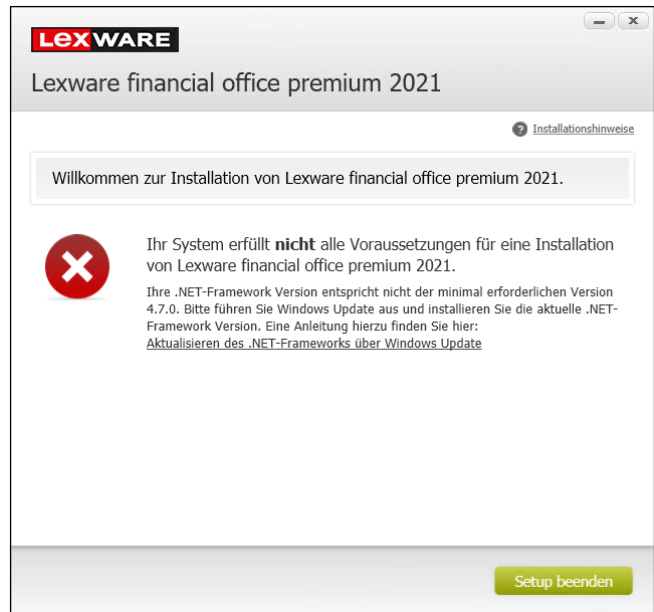 LEXWARE
Lexware financial office premium 2021
? Installationshinweise
Willkommen zur Installation von Lexware financial office premium 2021.
Ihr System erfüllt nicht alle Voraussetzungen für eine Installation
von Lexware financial office premium 2021.
Ihre .NET-Framework Version entspricht nicht der minimal erforderlichen Version
4.7.0. Bitte führen Sie Windows Update aus und installieren Sie die aktuelle .NET-
Framework Version. Eine Anleitung hierzu finden Sie hier:
Aktualisieren des .NET-Frameworks über Windows Update
Setup beenden